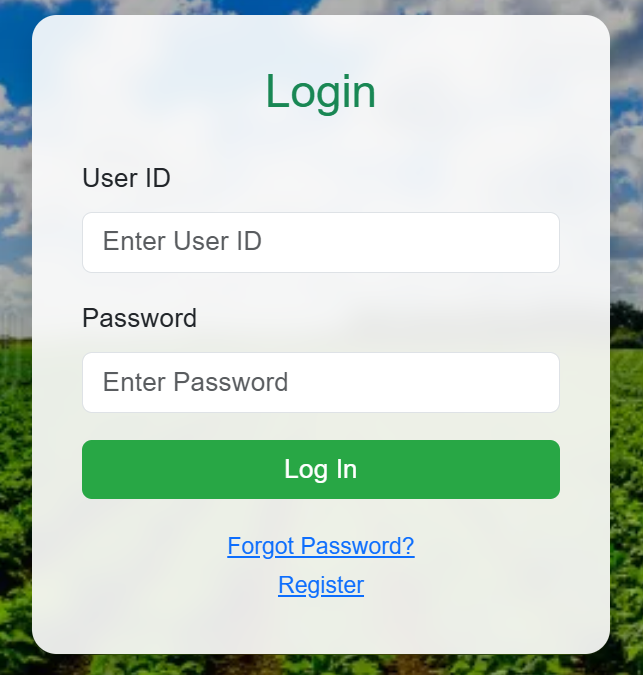 Login
User ID
Enter User ID
Password
Enter Password
Log In
Forgot Password?
Register